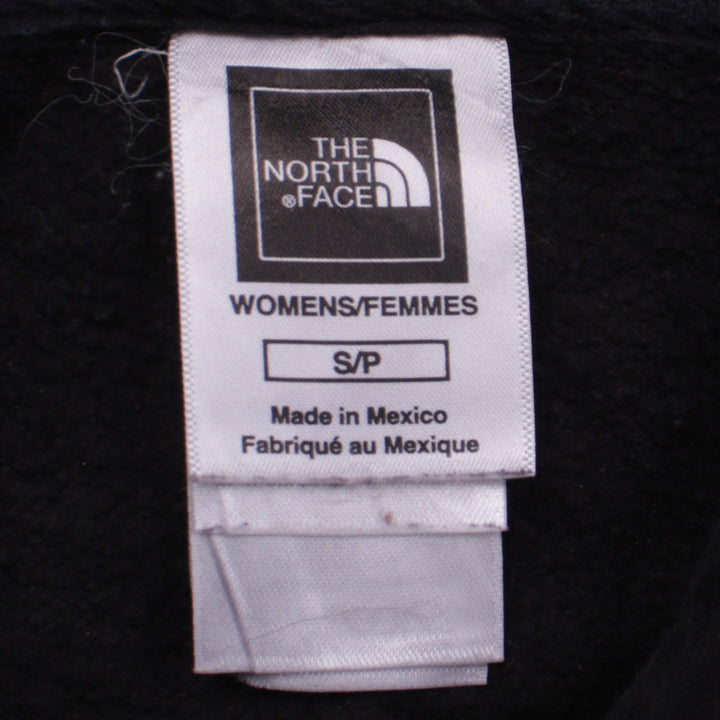 THE
NORTH
®FACE
WOMENS/FEMMES
S/P
Made in Mexico
Fabriqué au Mexique